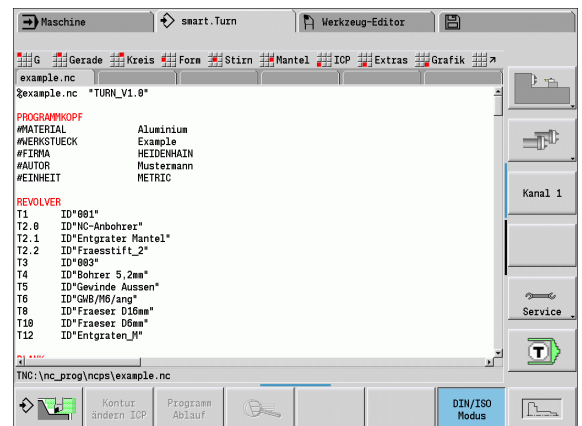 Maschine
smart.Turn
Werkzeug-Editor
G Gerade Kreis Form Stirn Mantel ICP Extras Grafik
example.nc
%example.nc "TURN_V1.0"
PROGRAMMKOPF
#MATERIAL Aluminium
#WERKSTUECK Example
#FIRMA HEIDENHAIN
#AUTOR Mustermann
#EINHEIT METRIC
REVOLVER
T1 ID"001"
T2.0 ID"NC-Anbohrer"
T2.1 ID"Entgrater Mantel"
T2.2 ID"Fraesstift_2"
T3 ID"003"
T4 ID"Bohrer 5,2mm"
T5 ID"Gewinde Aussen"
T6 ID"GWB/M6/ang"
T8 ID"Fraeser D16mm"
T10 ID"Fraeser D6mm"
T12 ID"Entgraten_M"
TNC:\nc_prog\ncps\example.nc
Kanal 1
Service
T
Kontur
ändern ICP
Programm
Ablauf
DIN/ISO
Modus